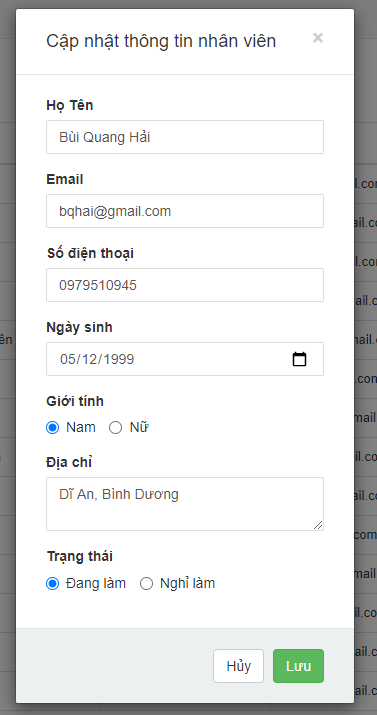 Cập nhật thông tin nhân viên
×
Họ Tên
Bùi Quang Hải
Email
bqhai@gmail.com
Số điện thoại
0979510945
Ngày sinh
05/12/1999
Giới tính
Nam Nữ
Địa chỉ
Dĩ An, Bình Dương
Trạng thái
Đang làm Nghỉ làm
Hủy Lưu